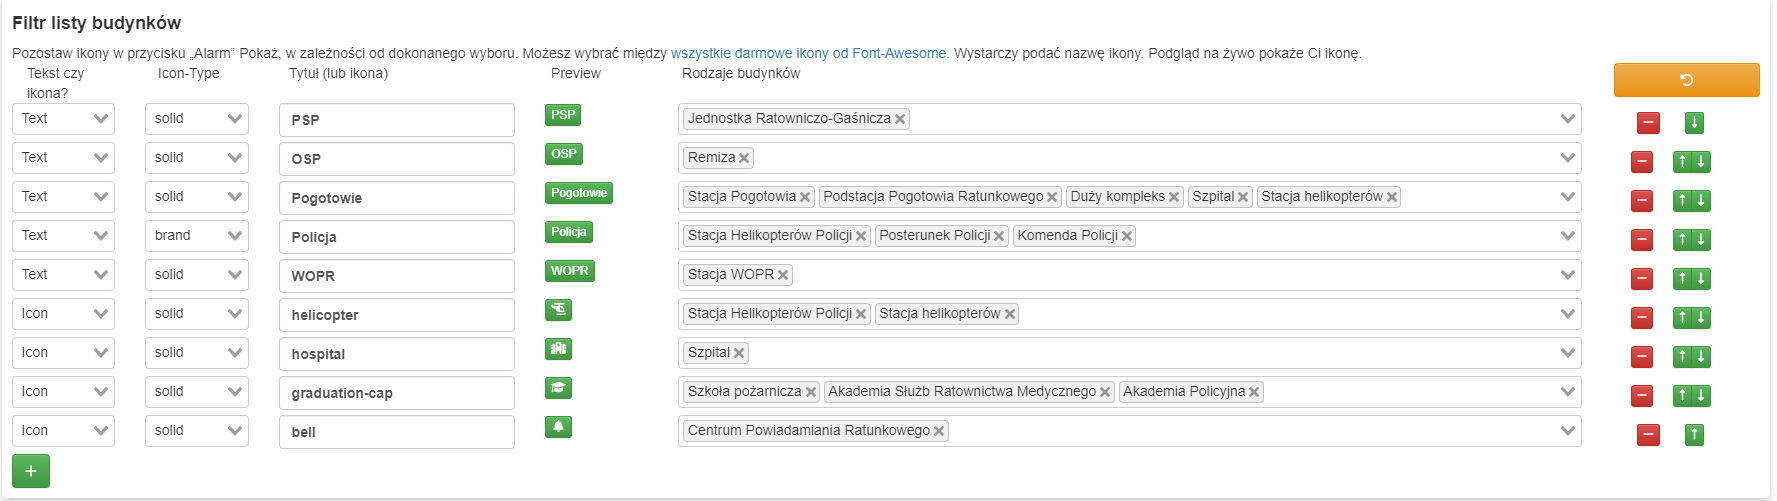 Filtr listy budynków
Pozostaw ikony w przycisku „Alarm” Pokaż, w zależności od dokonanego wyboru. Możesz wybrać między wszystkie darmowe ikony od Font-Awesome. Wystarczy podać nazwę ikony. Podgląd na żywo pokaże Ci ikonę.
Tekst czy ikona? Icon-Type Tytuł (lub ikona) Preview Rodzaje budynków
Text solid PSP PSP Jednostka Ratowniczo-Gaśnicza
Text solid OSP OSP Remiza
Text solid Pogotowie Pogotowie Stacja Pogotowia Podstacja Pogotowia Ratunkowego Duży kompleks Szpital Stacja helikopterów
Text brand Policja Policja Stacja Helikopterów Policji Posterunek Policji Komenda Policji
Text solid WOPR WOPR Stacja WOPR
Icon solid helicopter Stacja Helikopterów Policji Stacja helikopterów
Icon solid hospital Szpital
Icon solid graduation-cap Szkoła pożarnicza Akademia Służb Ratownictwa Medycznego Akademia Policyjna
Icon solid bell Centrum Powiadamiania Ratunkowego